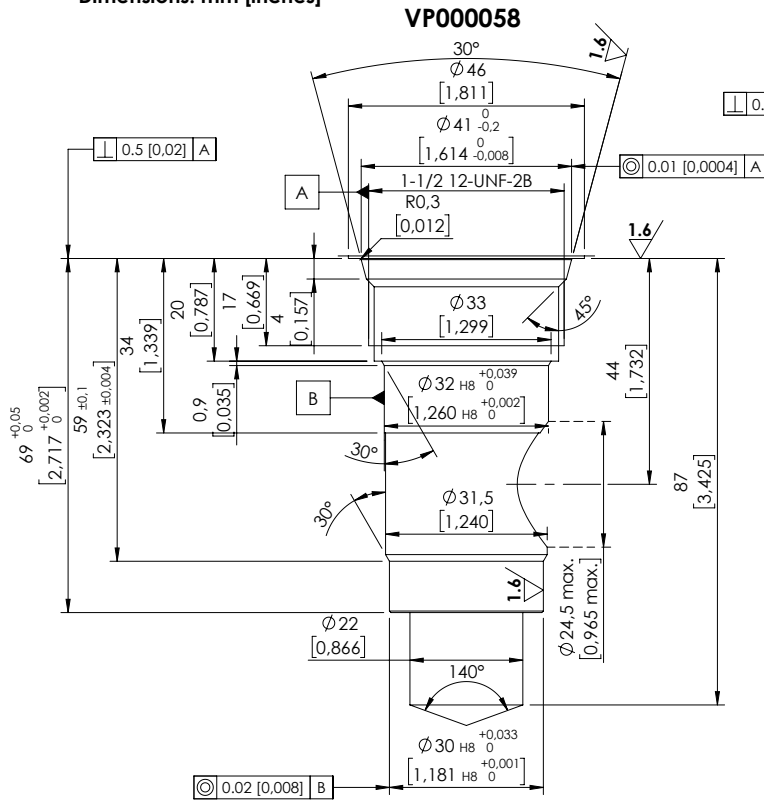 VP000058
30°
1.6
Ø46
[1,811]
⊥ 0.
Ø41 0 -0,2
[1,614 0 -0,008]
⊥ 0.5 [0,02] A
◎ 0.01 [0,0004] A
A
1-1/2 12-UNF-2B
R0,3
[0,012]
1.6
4
[0,157]
17
[0,669]
20
[0,787]
34
[1,339]
0,9
[0,035]
59 ±0,1
[2,323 ±0,004]
69 +0,05 0
[2,717 +0,002 0]
Ø33
[1,299]
45°
44
[1,732]
B
Ø32 H8 +0,039 0
[1,260 H8 +0,002 0]
87
[3,425]
30°
30°
Ø31,5
[1,240]
1.6
Ø24,5 max.
[0,965 max.]
Ø22
[0,866]
140°
Ø30 H8 +0,033 0
[1,181 H8 +0,001 0]
◎ 0.02 [0,008] B